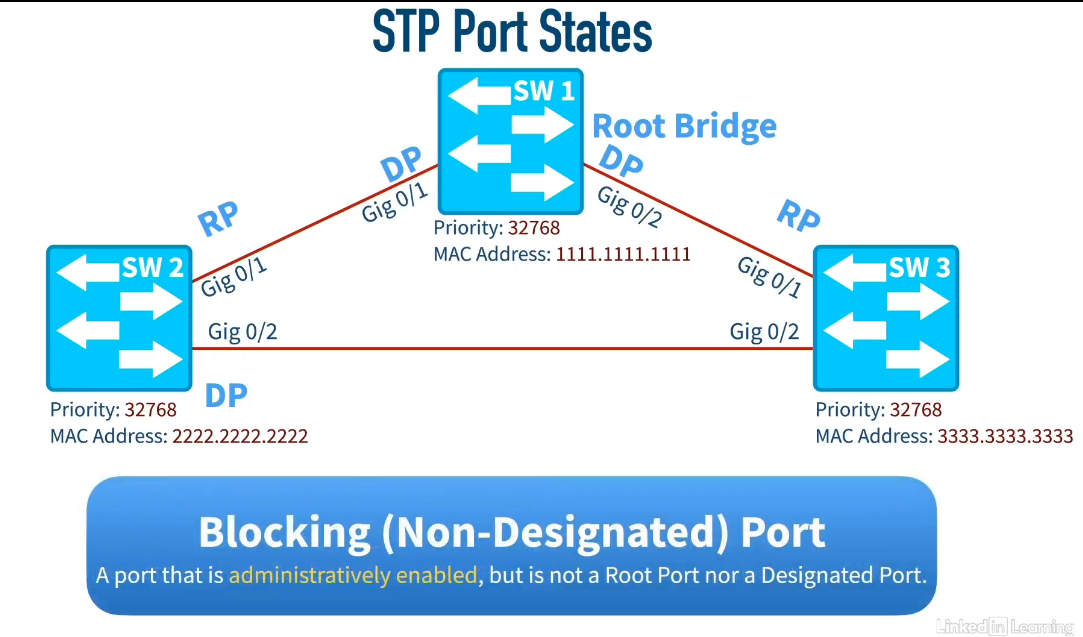 STP Port States
SW 1
Root Bridge
DP
DP
Gig 0/1
Gig 0/2
RP
RP
Priority: 32768
MAC Address: 1111.1111.1111
SW 2
Gig 0/1
Gig 0/1
SW 3
Gig 0/2
Gig 0/2
DP
Priority: 32768
MAC Address: 2222.2222.2222
Priority: 32768
MAC Address: 3333.3333.3333
Blocking (Non-Designated) Port
A port that is administratively enabled, but is not a Root Port nor a Designated Port.
Linked in Learning